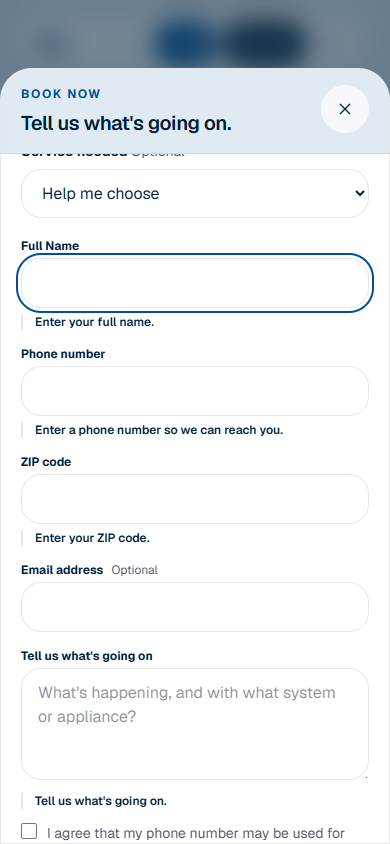 BOOK NOW
Tell us what's going on.
Service needed Optional
Help me choose
Full Name
Enter your full name.
Phone number
Enter a phone number so we can reach you.
ZIP code
Enter your ZIP code.
Email address Optional
Tell us what's going on
What's happening, and with what system
or appliance?
Tell us what's going on.
I agree that my phone number may be used for